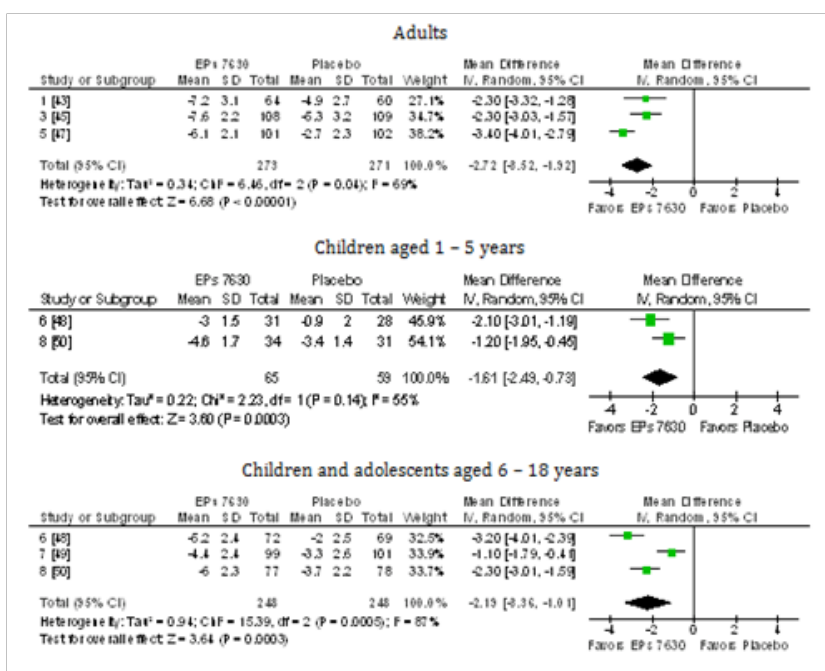 Adults
EPs 7630 Placebo Mean Difference Mean Difference
Study or Subgroup Mean SD Total Mean SD Total Weight IV, Random, 95% CI IV, Random, 95% CI
1 [43] -7.2 3.1 64 -4.9 2.7 60 27.1% -2.30 [-3.32, -1.28]
3 [45] -7.6 2.2 108 -5.3 3.2 109 34.7% -2.30 [-3.03, -1.57]
5 [47] -6.1 2.1 101 -2.7 2.3 102 38.2% -3.40 [-4.01, -2.79]
Total (95% CI) 273 271 100.0% -2.72 [-3.52, -1.92]
Heterogeneity: Tau² = 0.34; Chi² = 6.46, df = 2 (P = 0.04); I² = 69%
Test for overall effect: Z = 6.68 (P < 0.00001)
-4 -2 0 2 4
Favors EPs 7630 Favors Placebo
Children aged 1 – 5 years
EPs 7630 Placebo Mean Difference Mean Difference
Study or Subgroup Mean SD Total Mean SD Total Weight IV, Random, 95% CI IV, Random, 95% CI
6 [48] -3 1.5 31 -0.9 2 28 45.9% -2.10 [-3.01, -1.19]
8 [50] -4.6 1.7 34 -3.4 1.4 31 54.1% -1.20 [-1.95, -0.45]
Total (95% CI) 65 59 100.0% -1.61 [-2.49, -0.73]
Heterogeneity: Tau² = 0.22; Chi² = 2.23, df = 1 (P = 0.14); I² = 55%
Test for overall effect: Z = 3.60 (P = 0.0003)
-4 -2 0 2 4
Favors EPs 7630 Favors Placebo
Children and adolescents aged 6 – 18 years
EPs 7630 Placebo Mean Difference Mean Difference
Study or Subgroup Mean SD Total Mean SD Total Weight IV, Random, 95% CI IV, Random, 95% CI
6 [48] -5.2 2.4 72 -2 2.5 69 32.5% -3.20 [-4.01, -2.39]
7 [49] -4.4 2.4 99 -3.3 2.6 101 33.9% -1.10 [-1.79, -0.41]
8 [50] -6 2.3 77 -3.7 2.2 78 33.7% -2.30 [-3.01, -1.59]
Total (95% CI) 248 248 100.0% -2.19 [-3.36, -1.01]
Heterogeneity: Tau² = 0.94; Chi² = 15.39, df = 2 (P = 0.0005); I² = 87%
Test for overall effect: Z = 3.64 (P = 0.0003)
-4 -2 0 2 4
Favors EPs 7630 Favors Placebo